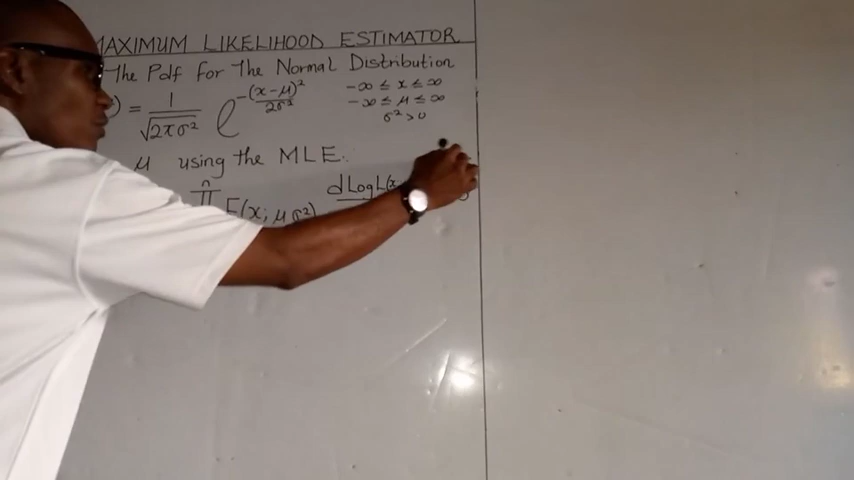 MAXIMUM LIKELIHOOD ESTIMATOR
The Pdf for The Normal Distribution
) = 1/√2πσ² e^-(x-μ)²/2σ²
-∞ ≤ x ≤ ∞
-∞ ≤ μ ≤ ∞
σ² > 0
μ using the MLE.
n
∏ F(x; μ σ²) dLogL(x